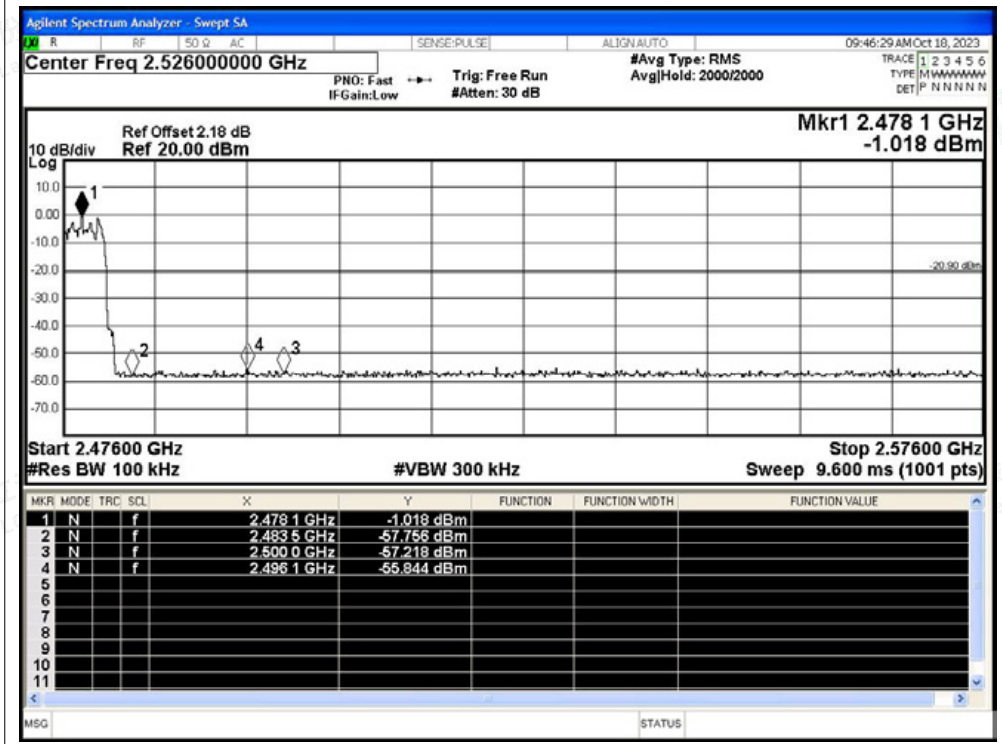 Agilent Spectrum Analyzer - Swept SA
LXI R RF 50 Ω AC SENSE:PULSE ALIGN AUTO 09:46:29 AM Oct 18, 2023
Center Freq 2.526000000 GHz #Avg Type: RMS TRACE 1 2 3 4 5 6
PNO: Fast Trig: Free Run Avg|Hold: 2000/2000 TYPE M WWWWW
IFGain:Low #Atten: 30 dB DET P N N N N N
Mkr1 2.478 1 GHz
Ref Offset 2.18 dB
10 dB/div Ref 20.00 dBm -1.018 dBm
Log
10.0
1
0.00
-10.0
-20.0
-20.90 dBm
-30.0
-40.0
-50.0
2 4 3
-60.0
-70.0
Start 2.47600 GHz Stop 2.57600 GHz
#Res BW 100 kHz #VBW 300 kHz Sweep 9.600 ms (1001 pts)
MKR MODE TRC SCL X Y FUNCTION FUNCTION WIDTH FUNCTION VALUE
1 N f 2.478 1 GHz -1.018 dBm
2 N f 2.483 5 GHz -57.756 dBm
3 N f 2.500 0 GHz -57.218 dBm
4 N f 2.496 1 GHz -55.844 dBm
5
6
7
8
9
10
11
MSG STATUS